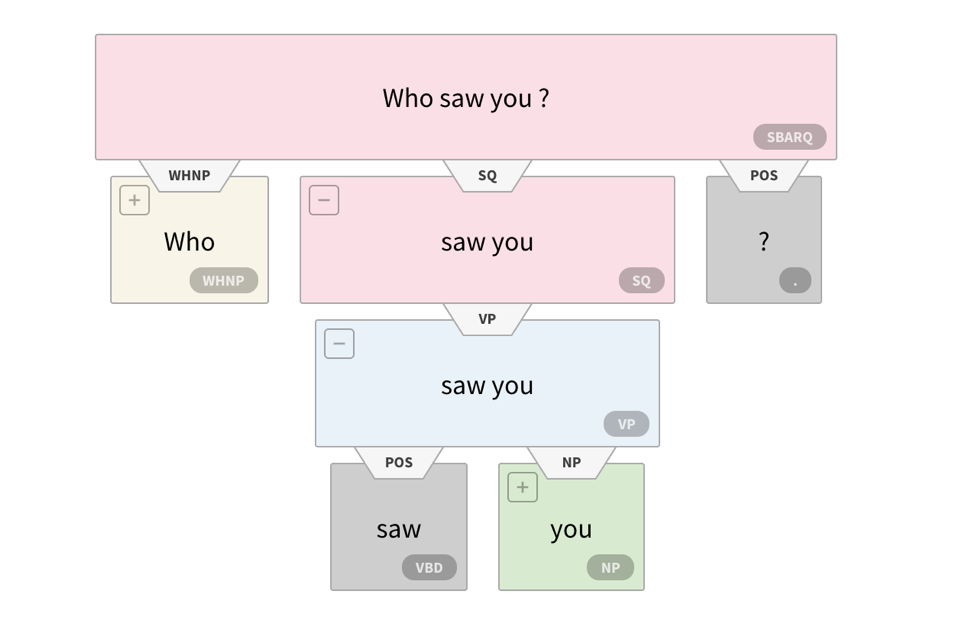 Who saw you ?
SBARQ
WHNP
SQ
POS
+
−
Who
saw you
?
WHNP
SQ
.
VP
−
saw you
VP
POS
NP
+
saw
you
VBD
NP